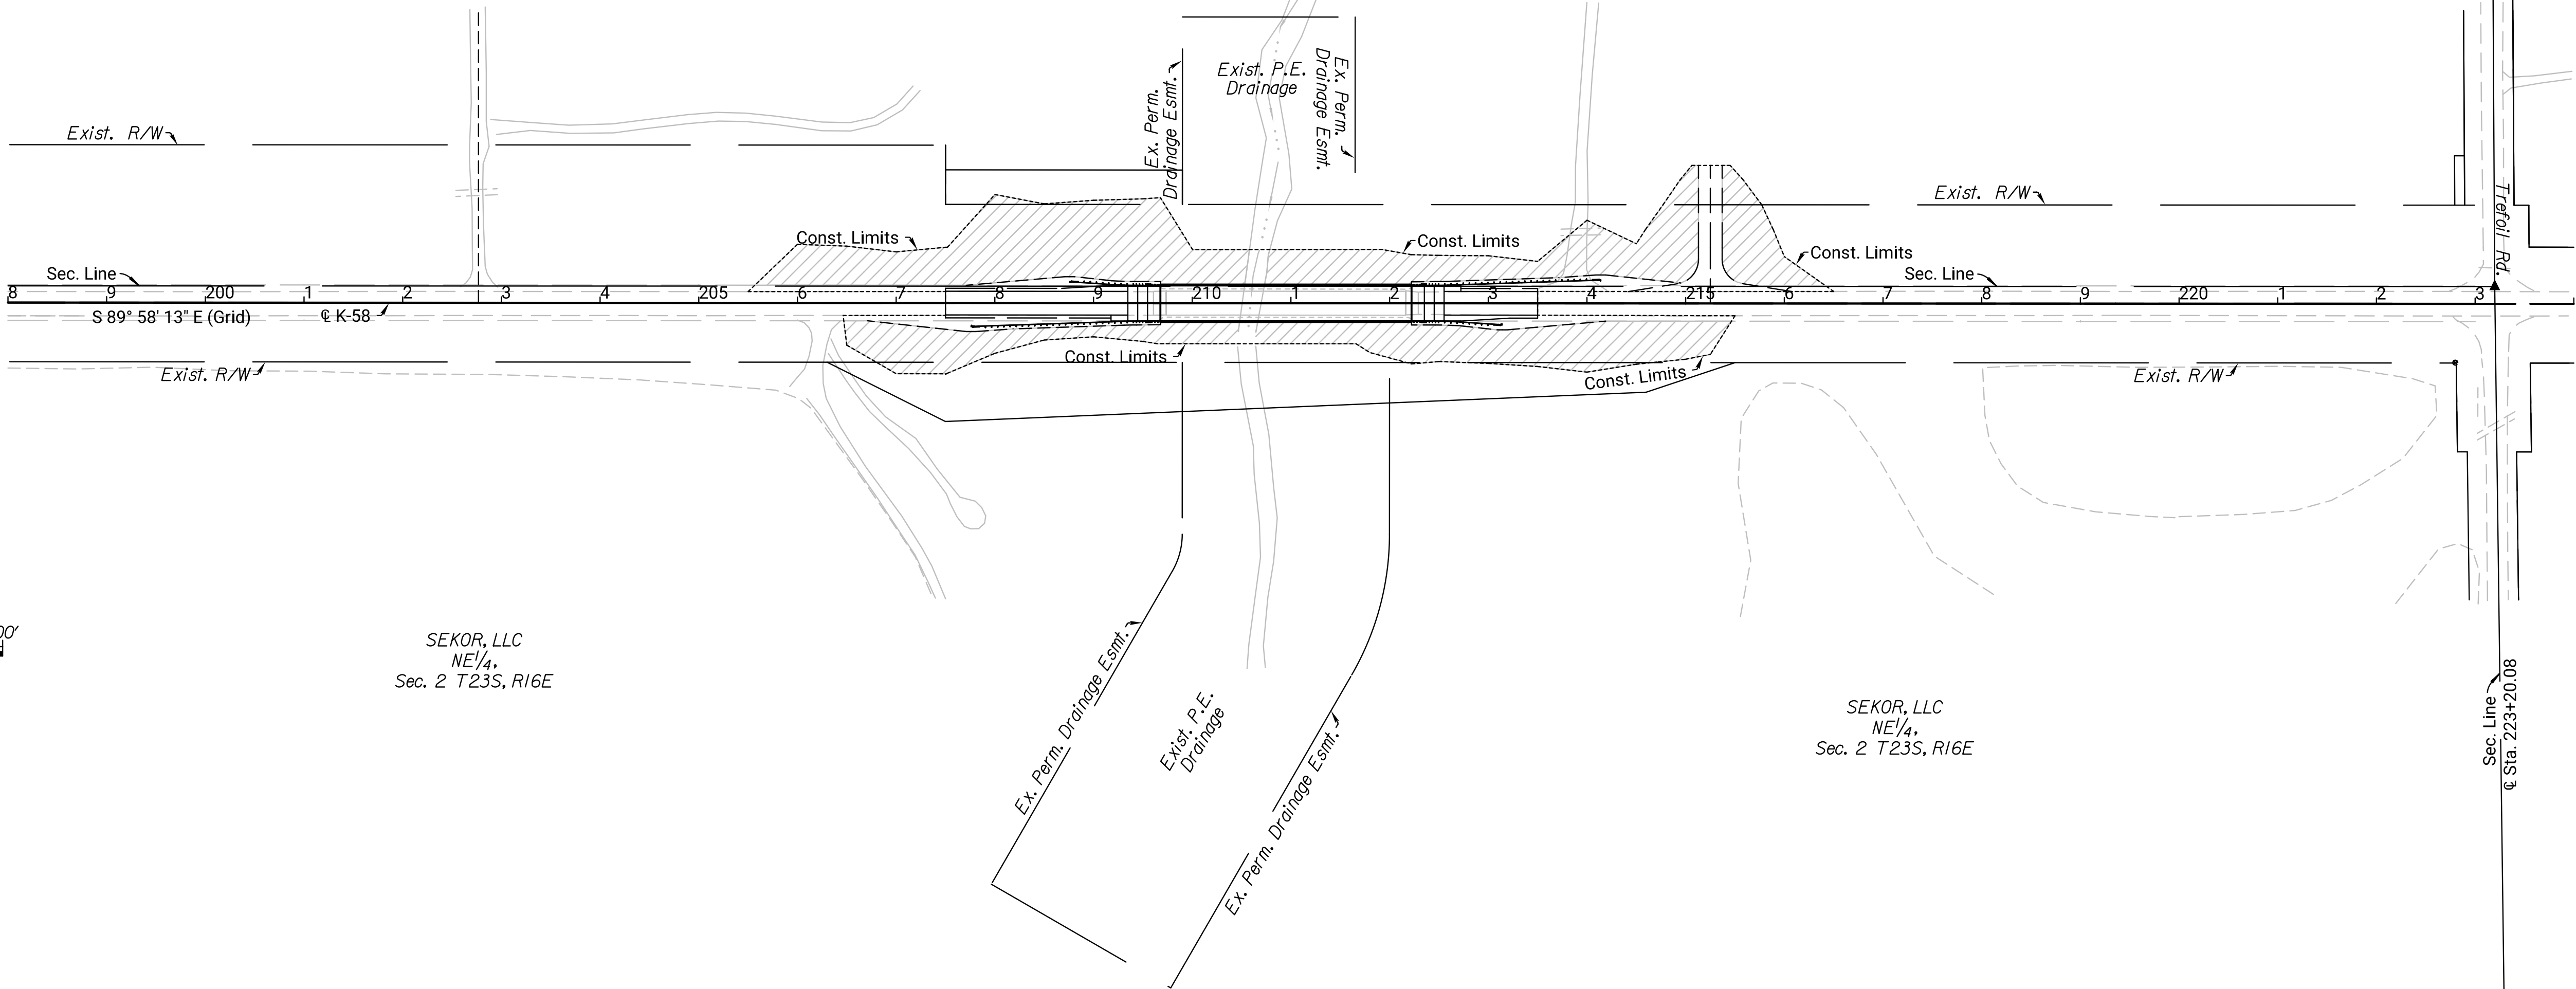 Exist. R/W
Ex. Perm.
Drainage Esmt.
Exist. P.E.
Drainage
Ex. Perm.
Drainage Esmt.
Exist. R/W
Trefoil Rd.
Const. Limits
Const. Limits
Const. Limits
Sec. Line
Sec. Line
8 9 200 1 2 3 4 205 6 7 8 9 210 1 2 3 4 215 6 7 8 9 220 1 2 3
S 89° 58' 13" E (Grid)
℄ K-58
Const. Limits
Exist. R/W
Const. Limits
Exist. R/W
SEKOR, LLC
NE1/4,
Sec. 2 T23S, R16E
Ex. Perm. Drainage Esmt.
Exist. P.E.
Drainage
Ex. Perm. Drainage Esmt.
SEKOR, LLC
NE1/4,
Sec. 2 T23S, R16E
Sec. Line
℄ Sta. 223+20.08